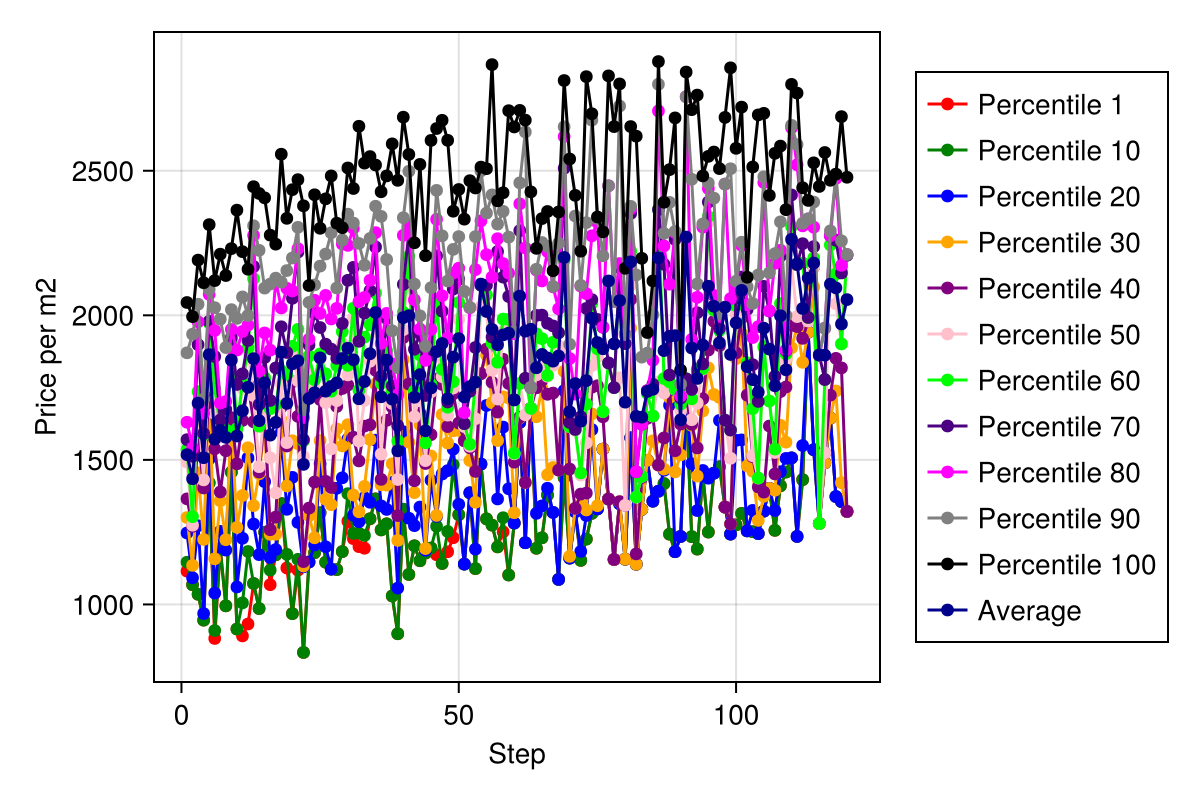 2500
2000
1500
1000
Price per m2
0
50
100
Step
Percentile 1
Percentile 10
Percentile 20
Percentile 30
Percentile 40
Percentile 50
Percentile 60
Percentile 70
Percentile 80
Percentile 90
Percentile 100
Average